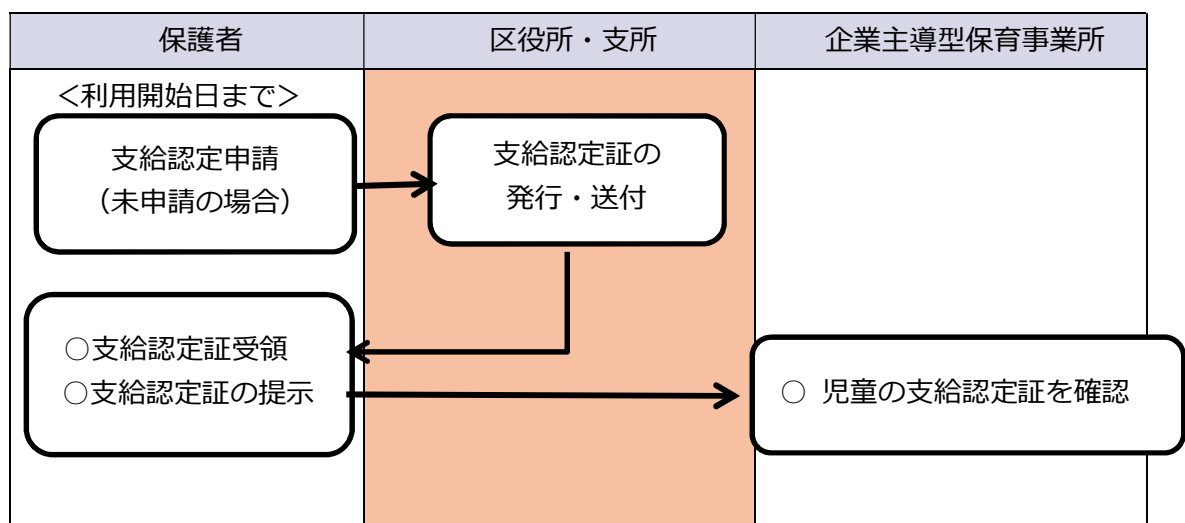 保護者
区役所・支所
企業主導型保育事業所
＜利用開始日まで＞
支給認定申請
（未申請の場合）
支給認定証の
発行・送付
○支給認定証受領
○支給認定証の提示
○ 児童の支給認定証を確認